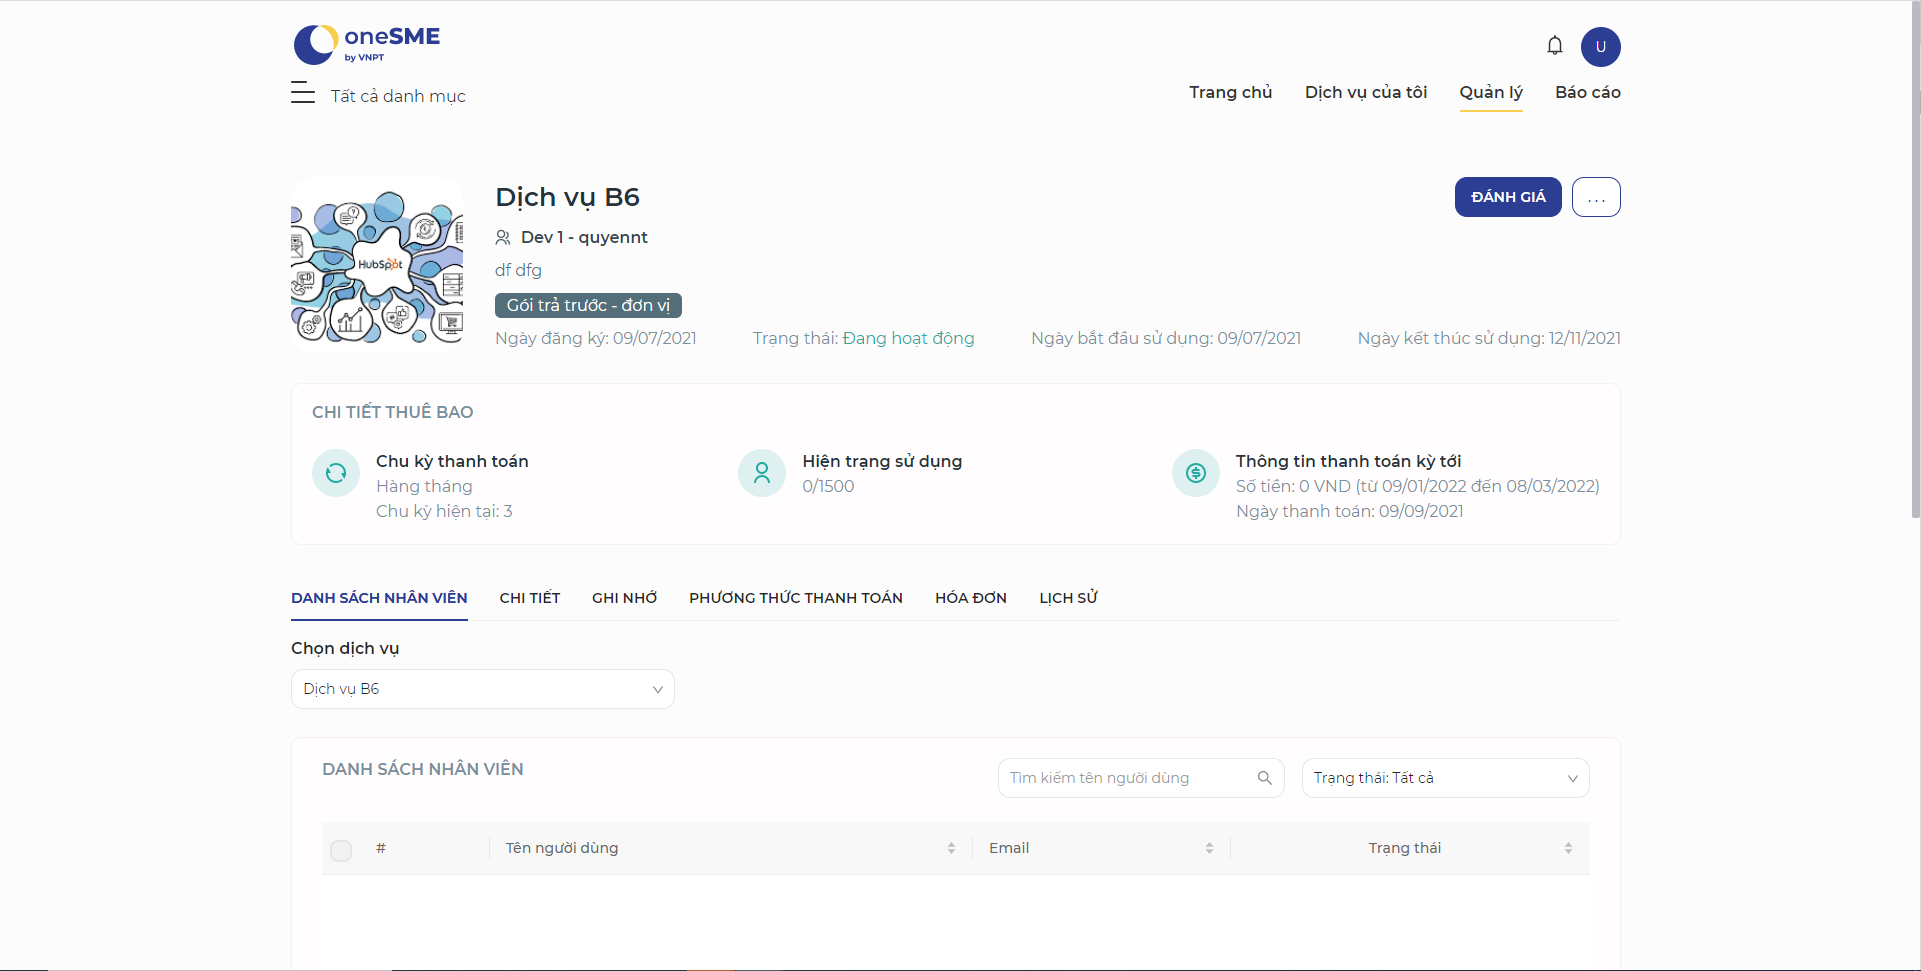 oneSME
by VNPT
U
Tất cả danh mục
Trang chủ
Dịch vụ của tôi
Quản lý
Báo cáo
HubSpot
Dịch vụ B6
ĐÁNH GIÁ
...
Dev 1 - quyennt
df dfg
Gói trả trước - đơn vị
Ngày đăng ký: 09/07/2021
Trạng thái: Đang hoạt động
Ngày bắt đầu sử dụng: 09/07/2021
Ngày kết thúc sử dụng: 12/11/2021
CHI TIẾT THUÊ BAO
Chu kỳ thanh toán
Hàng tháng
Chu kỳ hiện tại: 3
Hiện trạng sử dụng
0/1500
Thông tin thanh toán kỳ tới
Số tiền: 0 VND (từ 09/01/2022 đến 08/03/2022)
Ngày thanh toán: 09/09/2021
DANH SÁCH NHÂN VIÊN
CHI TIẾT
GHI NHỚ
PHƯƠNG THỨC THANH TOÁN
HÓA ĐƠN
LỊCH SỬ
Chọn dịch vụ
Dịch vụ B6
DANH SÁCH NHÂN VIÊN
Tìm kiếm tên người dùng
Trạng thái: Tất cả
#
Tên người dùng
Email
Trạng thái